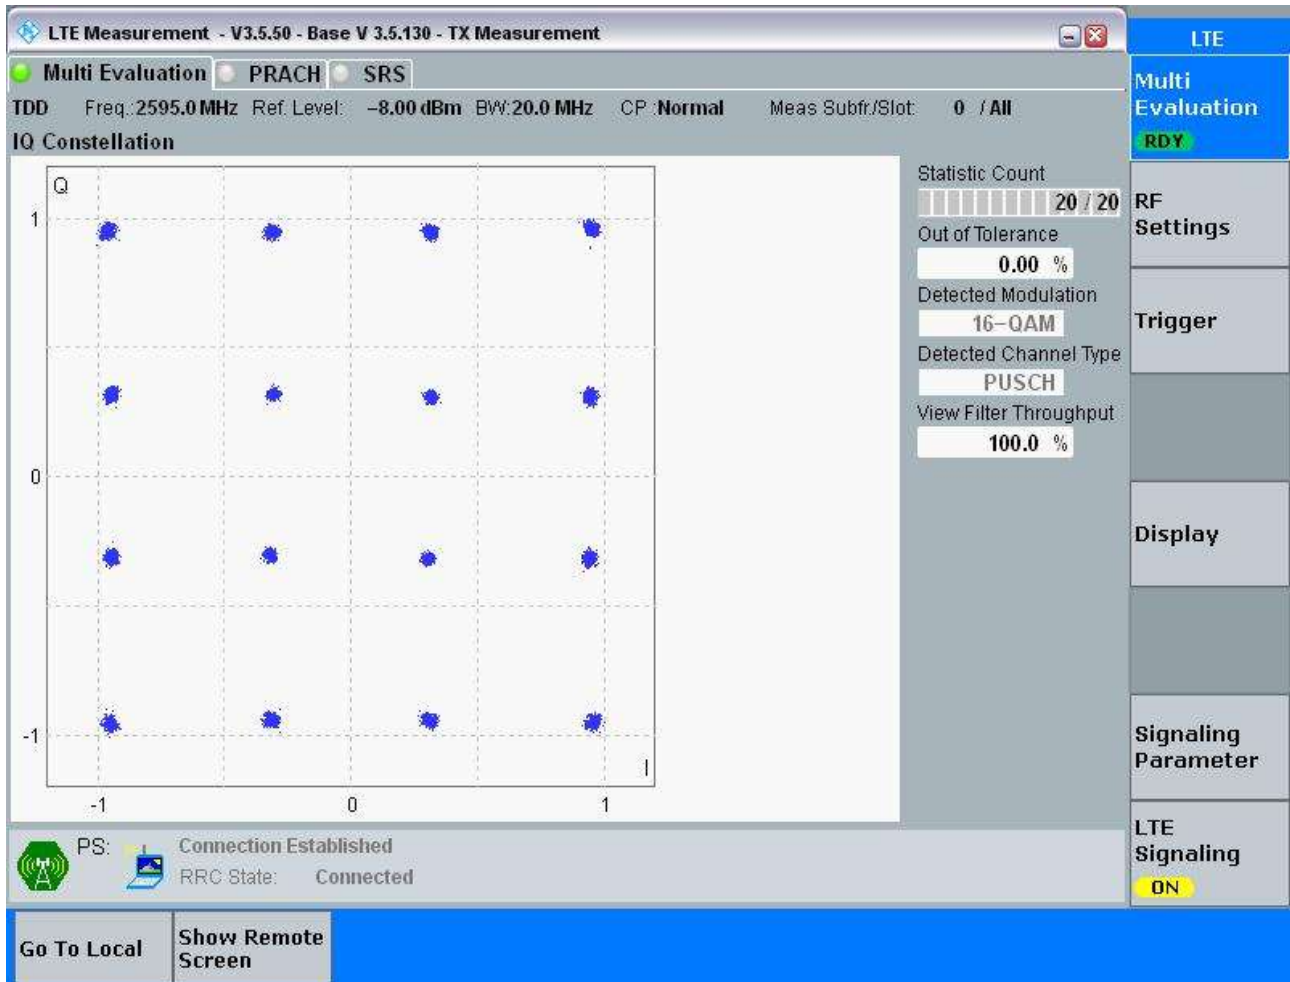 LTE Measurement - V3.5.50 - Base V 3.5.130 - TX Measurement
LTE
Multi Evaluation PRACH SRS
Multi
Evaluation
RDY
TDD Freq.:2595.0 MHz Ref. Level: -8.00 dBm BW:20.0 MHz CP :Normal Meas Subfr./Slot: 0 / All
IQ Constellation
Q
1
0
-1
I
-1 0 1
Statistic Count
20 / 20
Out of Tolerance
0.00 %
Detected Modulation
16-QAM
Detected Channel Type
PUSCH
View Filter Throughput
100.0 %
RF
Settings
Trigger
Display
Signaling
Parameter
LTE
Signaling
ON
PS: Connection Established
RRC State: Connected
Go To Local
Show Remote
Screen